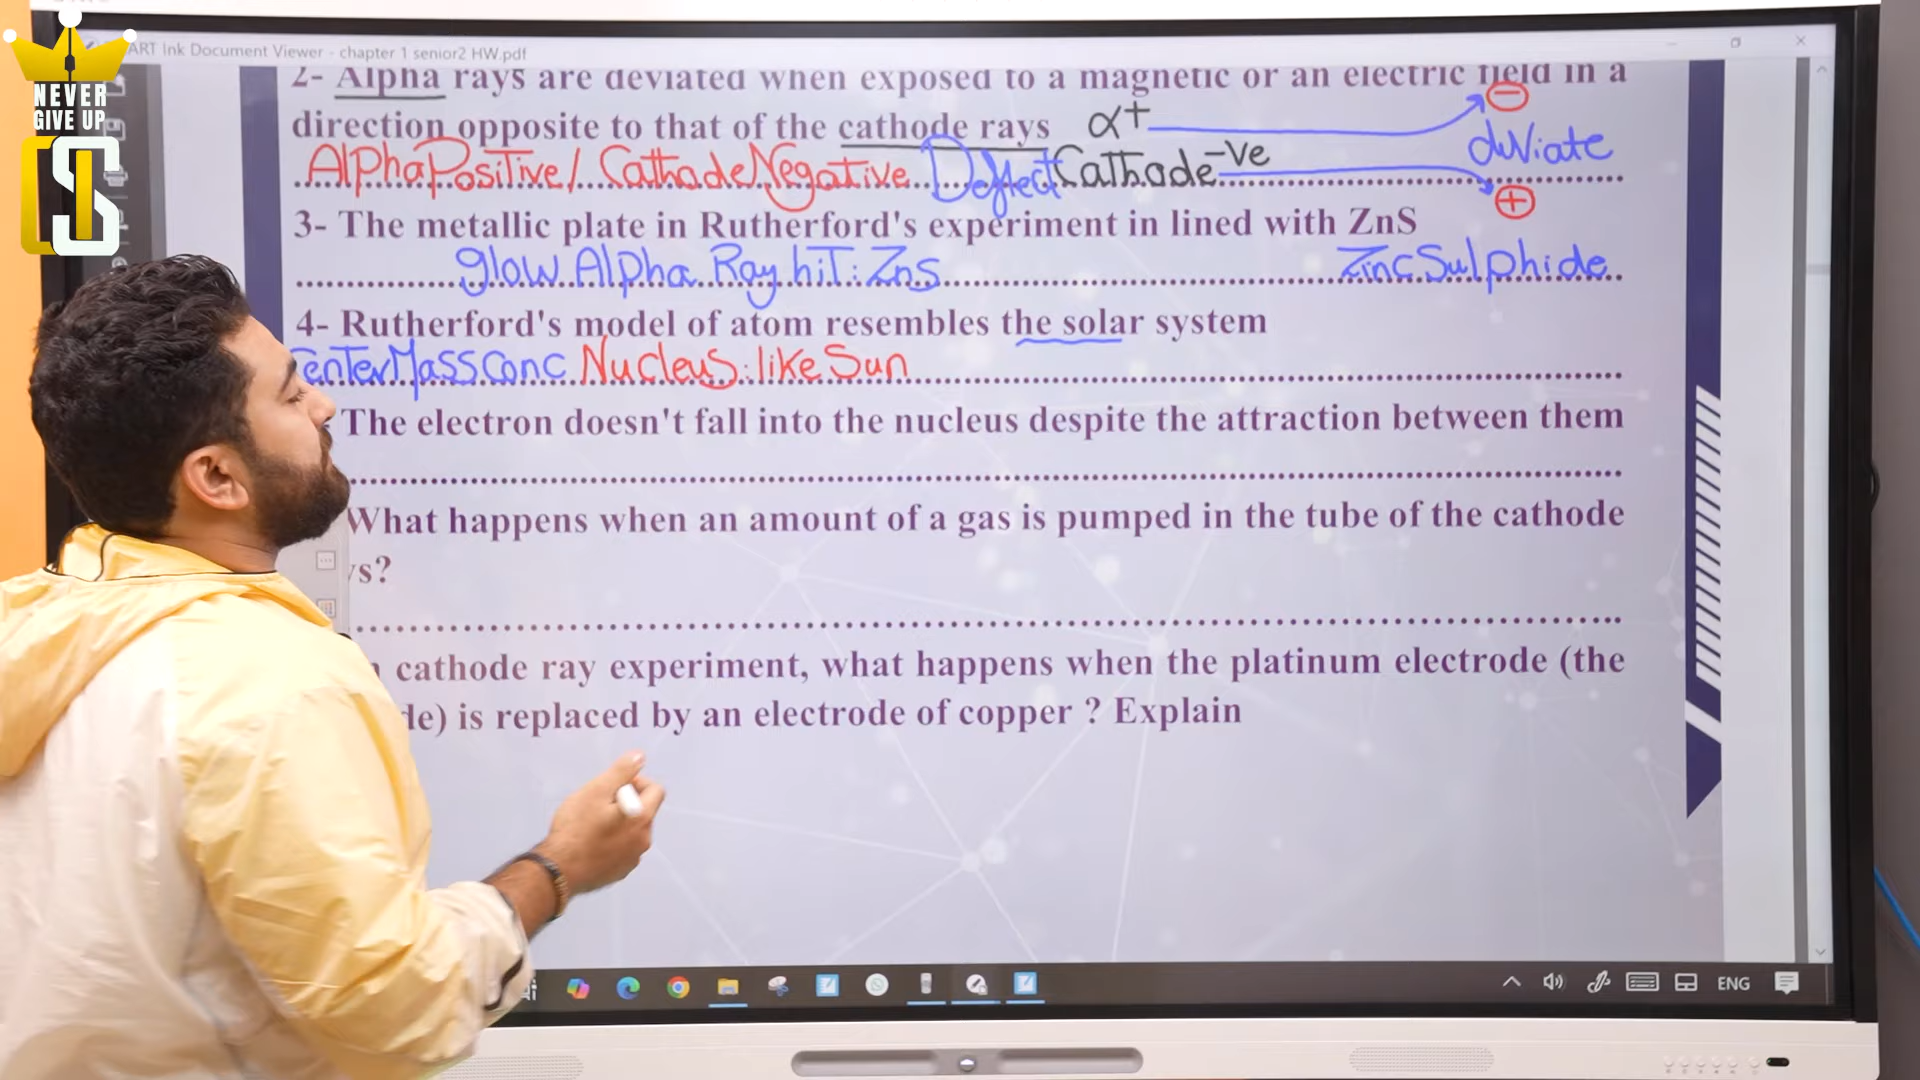 NEVER
GIVE UP
ART Ink Document Viewer - chapter 1 senior2 HW.pdf
2- Alpha rays are deviated when exposed to a magnetic or an electric field in a
direction opposite to that of the cathode rays α+ −
AlphaPositive/ CathodeNegative Deflect Cathode -ve deViate
+
3- The metallic plate in Rutherford's experiment in lined with ZnS
glow Alpha Ray hit: ZnS Zinc Sulphide
4- Rutherford's model of atom resembles the solar system
enterMassConc Nucleus: like Sun
The electron doesn't fall into the nucleus despite the attraction between them
What happens when an amount of a gas is pumped in the tube of the cathode
s?
cathode ray experiment, what happens when the platinum electrode (the
de) is replaced by an electrode of copper ? Explain
ENG